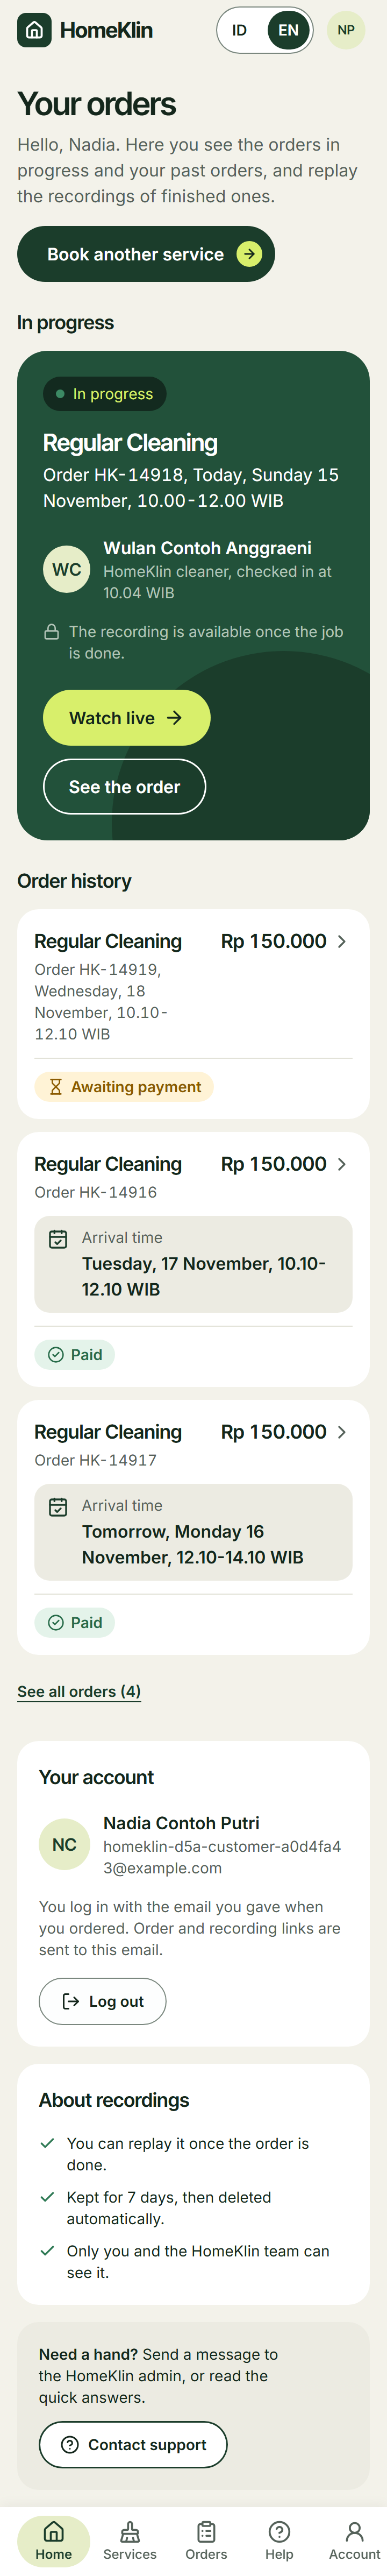 HomeKlin
ID EN
NP
Your orders
Hello, Nadia. Here you see the orders in
progress and your past orders, and replay
the recordings of finished ones.
Book another service
In progress
In progress
Regular Cleaning
Order HK-14918, Today, Sunday 15
November, 10.00-12.00 WIB
WC
Wulan Contoh Anggraeni
HomeKlin cleaner, checked in at
10.04 WIB
The recording is available once the job
is done.
Watch live
See the order
Order history
Regular Cleaning Rp 150.000
Order HK-14919,
Wednesday, 18
November, 10.10-
12.10 WIB
Awaiting payment
Regular Cleaning Rp 150.000
Order HK-14916
Arrival time
Tuesday, 17 November, 10.10-
12.10 WIB
Paid
Regular Cleaning Rp 150.000
Order HK-14917
Arrival time
Tomorrow, Monday 16
November, 12.10-14.10 WIB
Paid
See all orders (4)
Your account
NC
Nadia Contoh Putri
homeklin-d5a-customer-a0d4fa4
3@example.com
You log in with the email you gave when
you ordered. Order and recording links are
sent to this email.
Log out
About recordings
You can replay it once the order is
done.
Kept for 7 days, then deleted
automatically.
Only you and the HomeKlin team can
see it.
Need a hand? Send a message to
the HomeKlin admin, or read the
quick answers.
Contact support
Home Services Orders Help Account